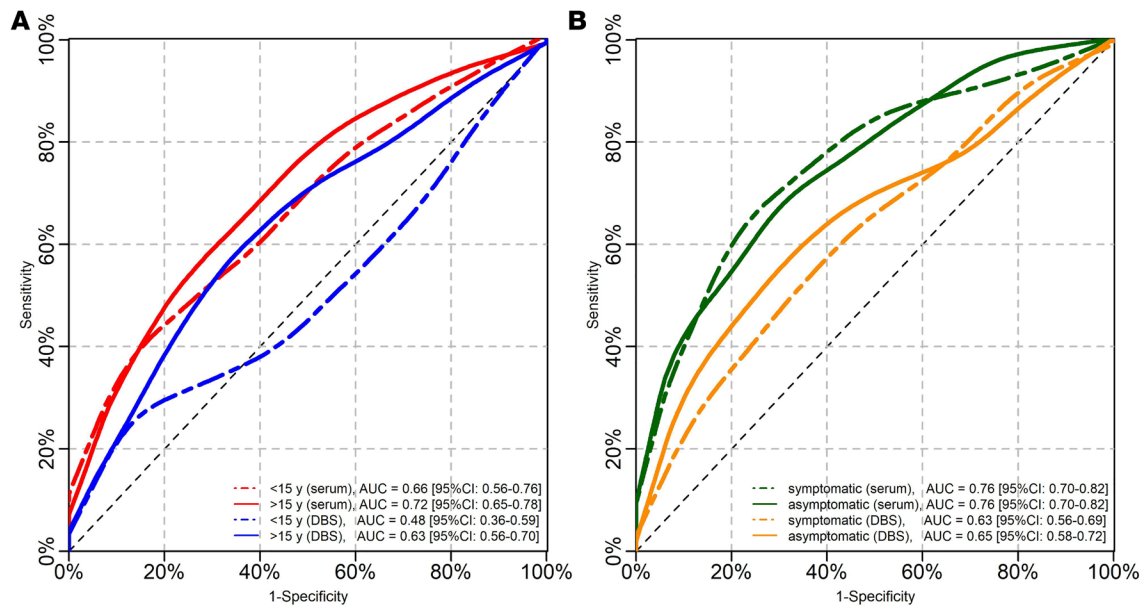 A
100%
80%
60%
40%
20%
0%
Sensitivity
<15 y (serum), AUC = 0.66 [95%CI: 0.56-0.76]
>15 y (serum), AUC = 0.72 [95%CI: 0.65-0.78]
<15 y (DBS), AUC = 0.48 [95%CI: 0.36-0.59]
>15 y (DBS), AUC = 0.63 [95%CI: 0.56-0.70]
0% 20% 40% 60% 80% 100%
1-Specificity
B
100%
80%
60%
40%
20%
0%
Sensitivity
symptomatic (serum), AUC = 0.76 [95%CI: 0.70-0.82]
asymptomatic (serum), AUC = 0.76 [95%CI: 0.70-0.82]
symptomatic (DBS), AUC = 0.63 [95%CI: 0.56-0.69]
asymptomatic (DBS), AUC = 0.65 [95%CI: 0.58-0.72]
0% 20% 40% 60% 80% 100%
1-Specificity